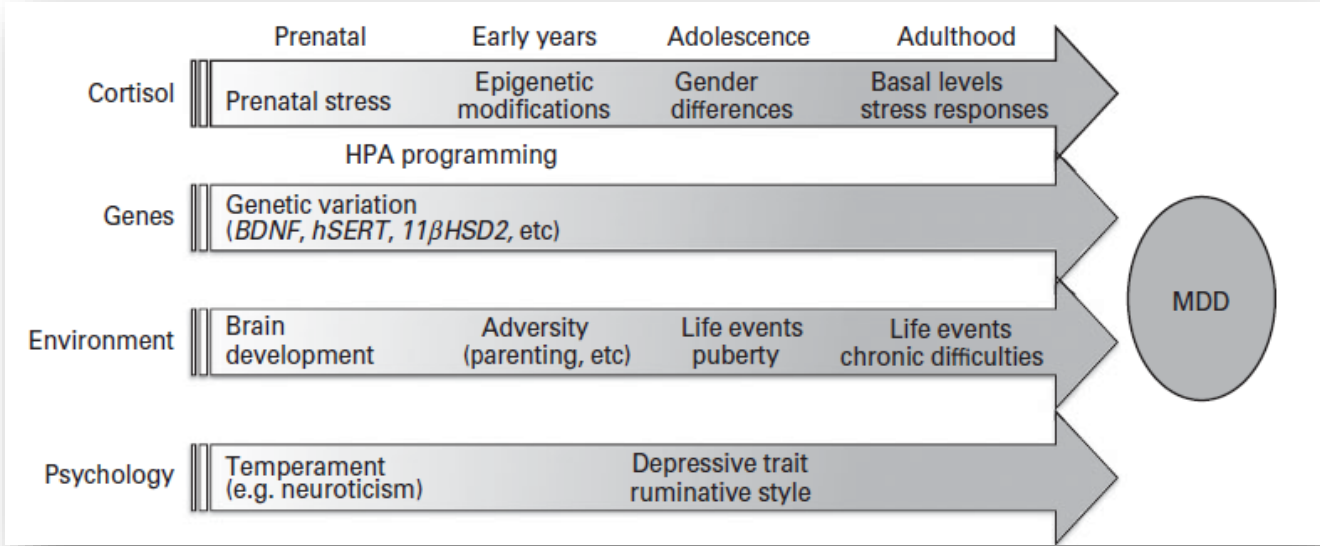 Prenatal Early years Adolescence Adulthood
Cortisol
Prenatal stress
Epigenetic
modifications
Gender
differences
Basal levels
stress responses
HPA programming
Genes
Genetic variation
(BDNF, hSERT, 11βHSD2, etc)
Environment
Brain
development
Adversity
(parenting, etc)
Life events
puberty
Life events
chronic difficulties
MDD
Psychology
Temperament
(e.g. neuroticism)
Depressive trait
ruminative style